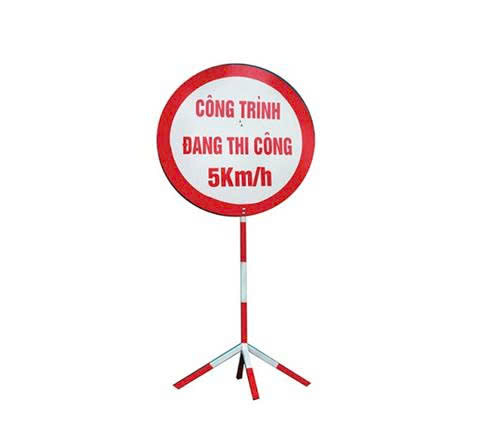 CÔNG TRÌNH
ĐANG THI CÔNG
5Km/h